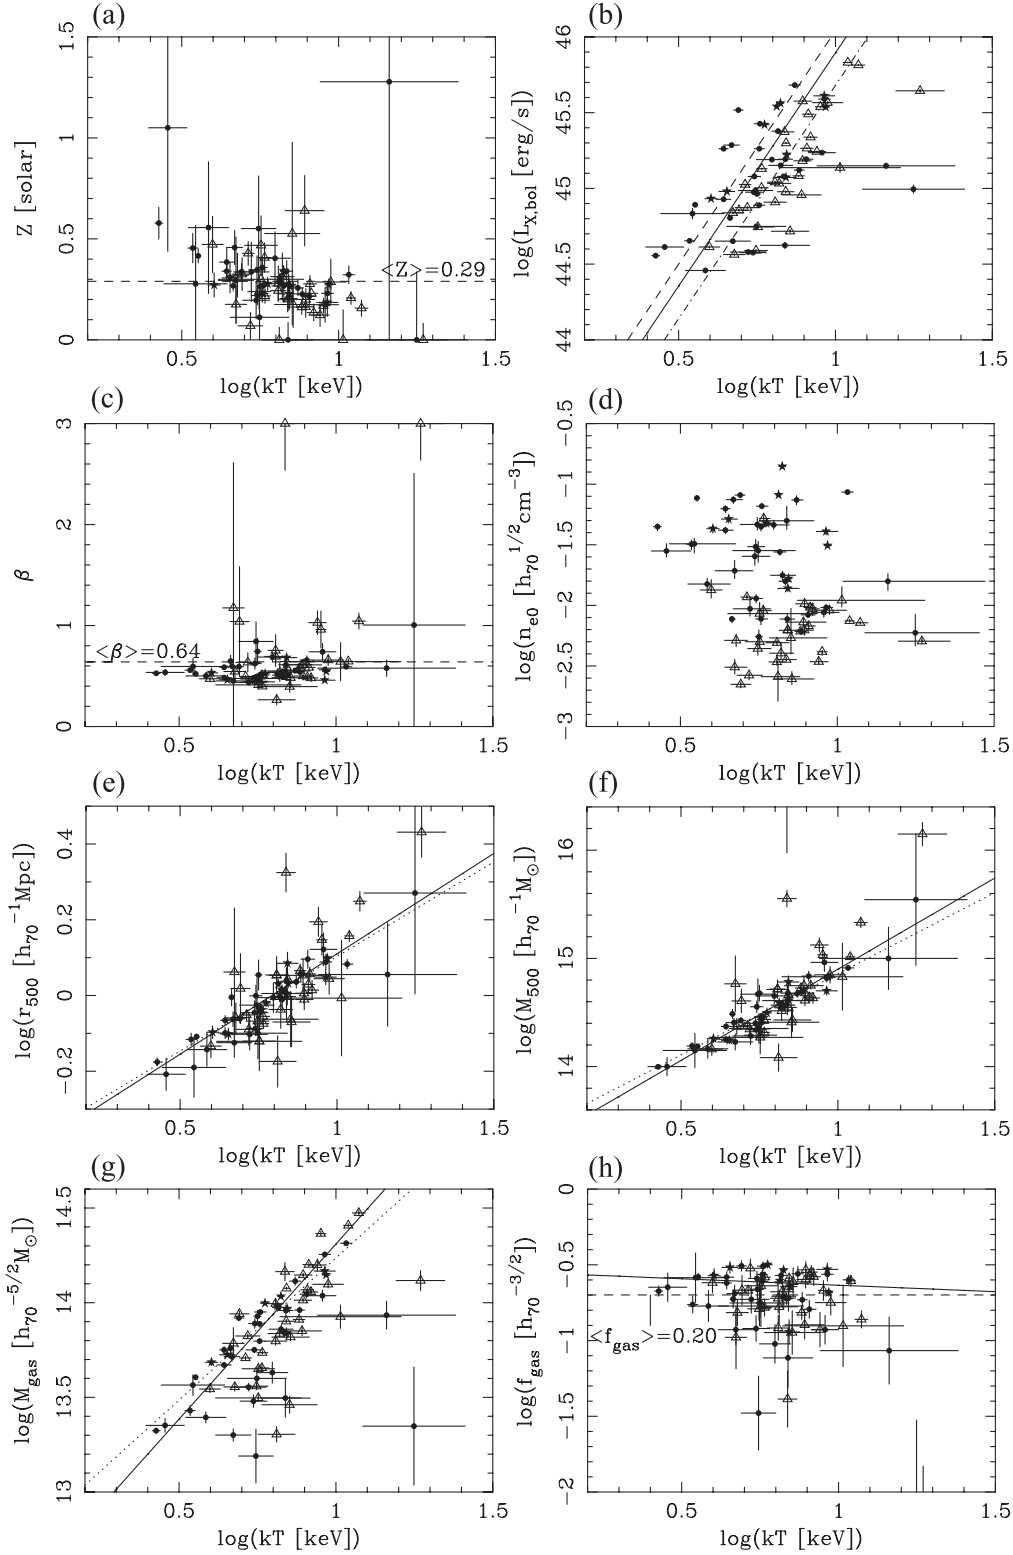 (a)
1.5
1
0.5
0
Z [solar]
<Z>=0.29
0.5
1
1.5
log(kT [keV])
(b)
46
45.5
45
44.5
44
log(L_X,bol [erg/s])
0.5
1
1.5
log(kT [keV])
(c)
3
2
1
0
β
<β>=0.64
0.5
1
1.5
log(kT [keV])
(d)
−0.5
−1
−1.5
−2
−2.5
−3
log(n_e0 [h_70^1/2 cm^−3])
0.5
1
1.5
log(kT [keV])
(e)
0.4
0.2
0
−0.2
log(r_500 [h_70^−1 Mpc])
0.5
1
1.5
log(kT [keV])
(f)
16
15
14
log(M_500 [h_70^−1 M_⊙])
0.5
1
1.5
log(kT [keV])
(g)
14.5
14
13.5
13
log(M_gas [h_70^−5/2 M_⊙])
0.5
1
1.5
log(kT [keV])
(h)
0
−0.5
−1
−1.5
−2
log(f_gas [h_70^−3/2])
<f_gas>=0.20
0.5
1
1.5
log(kT [keV])